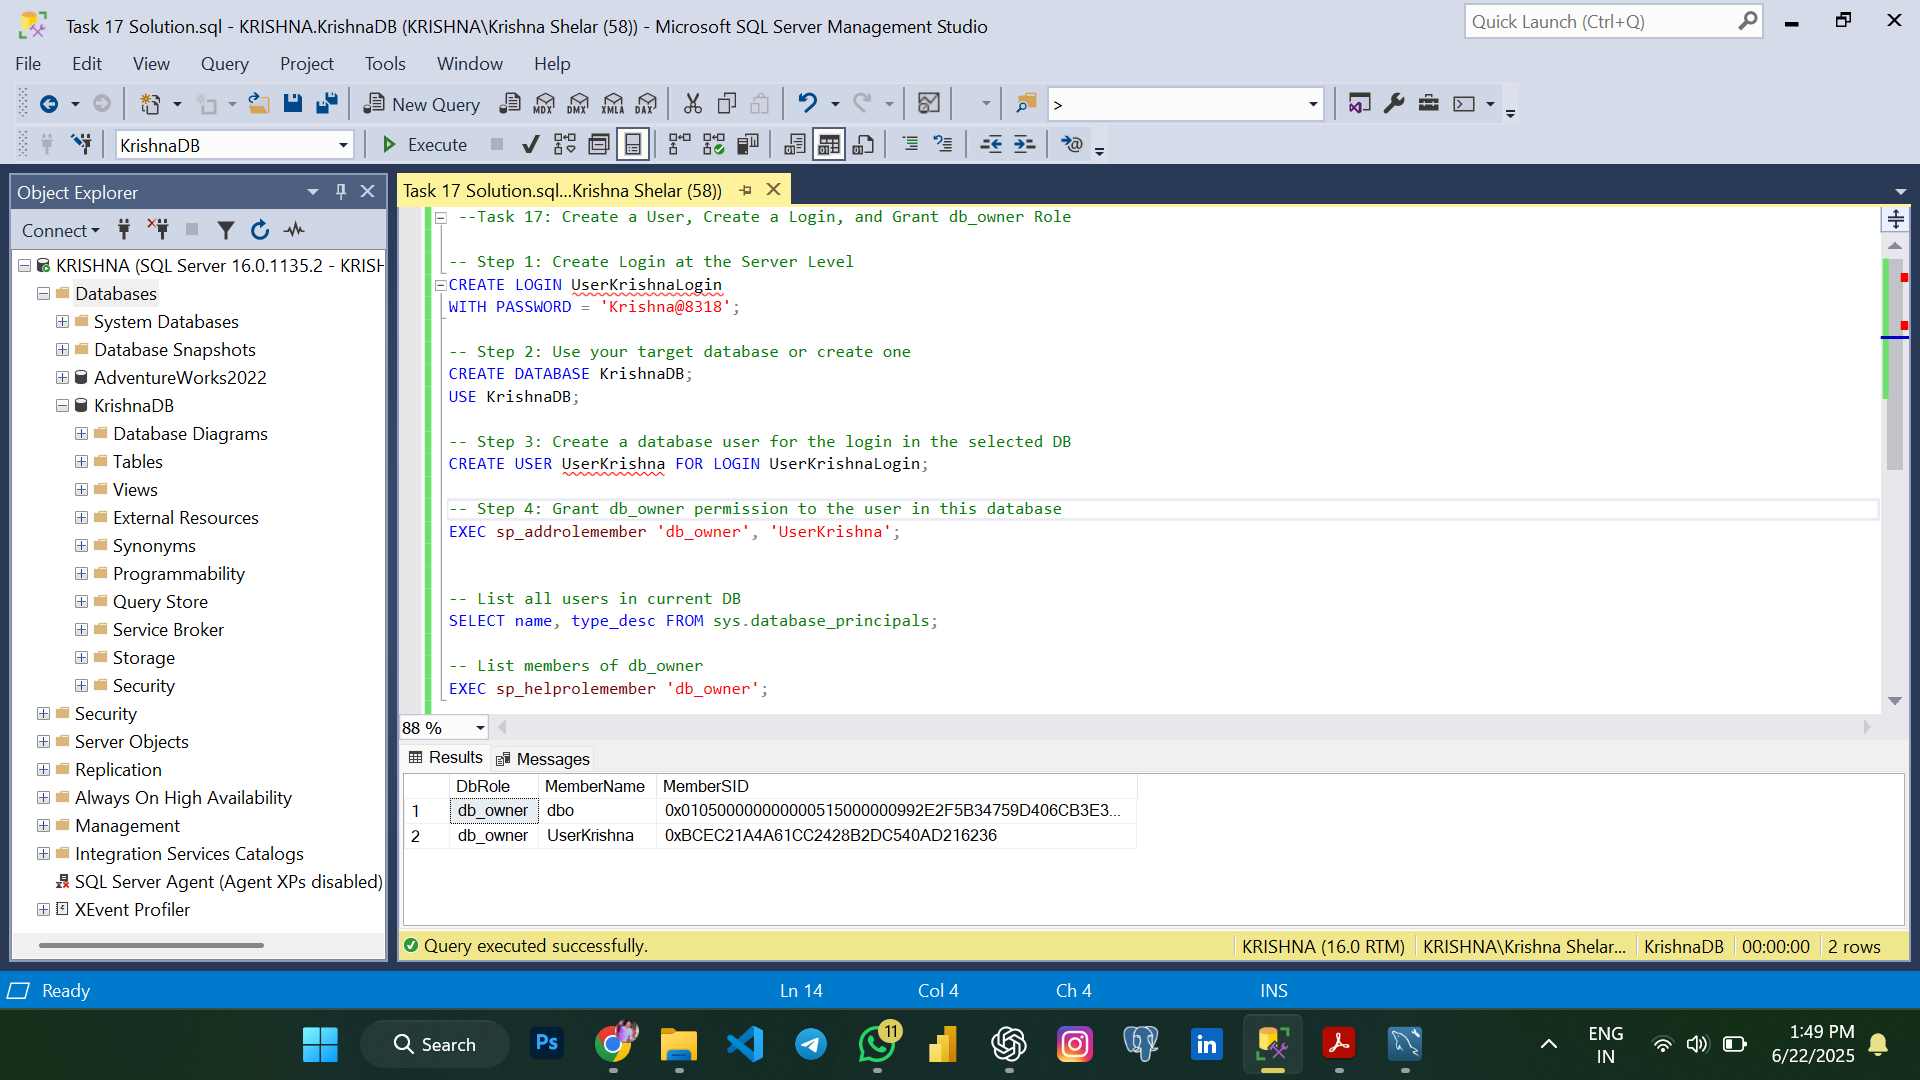 Task 17 Solution.sql - KRISHNA.KrishnaDB (KRISHNA\Krishna Shelar (58)) - Microsoft SQL Server Management Studio
Quick Launch (Ctrl+Q)
File Edit View Query Project Tools Window Help
New Query
MDX DMX XMLA DAX
>
KrishnaDB
Execute
Object Explorer
Connect
KRISHNA (SQL Server 16.0.1135.2 - KRISH
Databases
System Databases
Database Snapshots
AdventureWorks2022
KrishnaDB
Database Diagrams
Tables
Views
External Resources
Synonyms
Programmability
Query Store
Service Broker
Storage
Security
Security
Server Objects
Replication
Always On High Availability
Management
Integration Services Catalogs
SQL Server Agent (Agent XPs disabled)
XEvent Profiler
Task 17 Solution.sql...Krishna Shelar (58))
--Task 17: Create a User, Create a Login, and Grant db_owner Role
-- Step 1: Create Login at the Server Level
CREATE LOGIN UserKrishnaLogin
WITH PASSWORD = 'Krishna@8318';
-- Step 2: Use your target database or create one
CREATE DATABASE KrishnaDB;
USE KrishnaDB;
-- Step 3: Create a database user for the login in the selected DB
CREATE USER UserKrishna FOR LOGIN UserKrishnaLogin;
-- Step 4: Grant db_owner permission to the user in this database
EXEC sp_addrolemember 'db_owner', 'UserKrishna';
-- List all users in current DB
SELECT name, type_desc FROM sys.database_principals;
-- List members of db_owner
EXEC sp_helprolemember 'db_owner';
88 %
Results Messages
DbRole MemberName MemberSID
1 db_owner dbo 0x010500000000000515000000992E2F5B34759D406CB3E3...
2 db_owner UserKrishna 0xBCEC21A4A61CC2428B2DC540AD216236
Query executed successfully.
KRISHNA (16.0 RTM) KRISHNA\Krishna Shelar... KrishnaDB 00:00:00 2 rows
Ready Ln 14 Col 4 Ch 4 INS
Search
Ps
11
in
ENG
IN
1:49 PM
6/22/2025